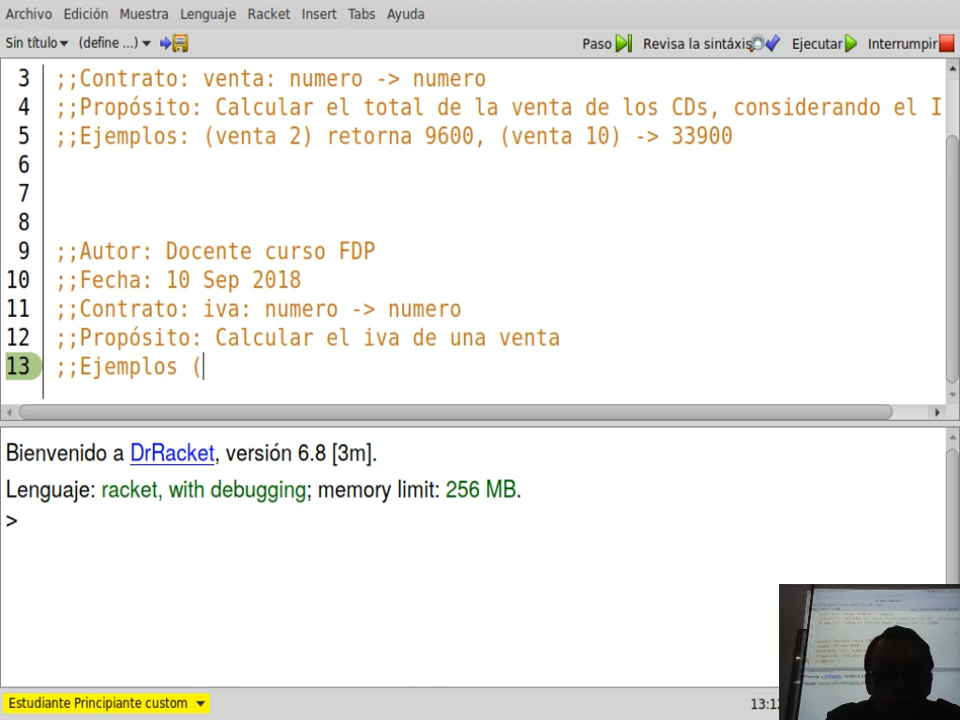 Archivo Edición Muestra Lenguaje Racket Insert Tabs Ayuda
Sin título (define ...) Paso Revisa la sintáxis Ejecutar Interrumpir
3 ;;Contrato: venta: numero -> numero
4 ;;Propósito: Calcular el total de la venta de los CDs, considerando el I
5 ;;Ejemplos: (venta 2) retorna 9600, (venta 10) -> 33900
6
7
8
9 ;;Autor: Docente curso FDP
10 ;;Fecha: 10 Sep 2018
11 ;;Contrato: iva: numero -> numero
12 ;;Propósito: Calcular el iva de una venta
13 ;;Ejemplos (
Bienvenido a DrRacket, versión 6.8 [3m].
Lenguaje: racket, with debugging; memory limit: 256 MB.
>
Estudiante Principiante custom 13:12